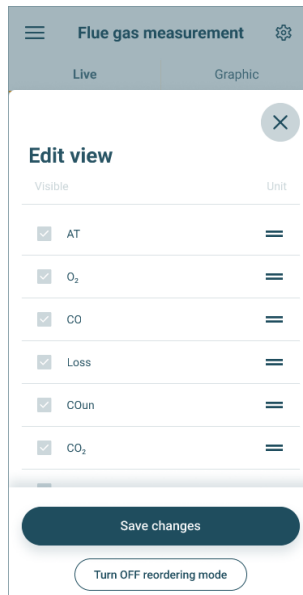 Flue gas measurement
Live
Graphic
Edit view
Visible
Unit
AT
O₂
CO
Loss
COun
CO₂
Save changes
Turn OFF reordering mode